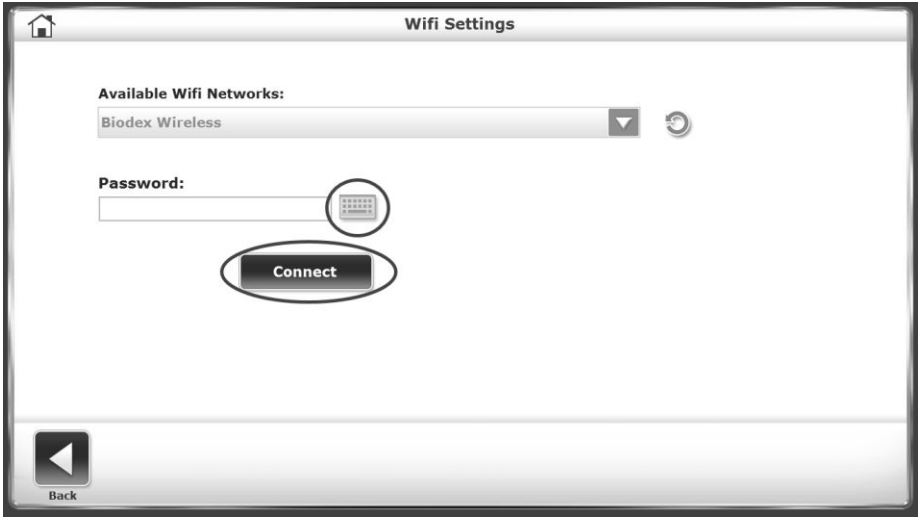 Wifi Settings
Available Wifi Networks:
Biodex Wireless
Password:
Connect
Back